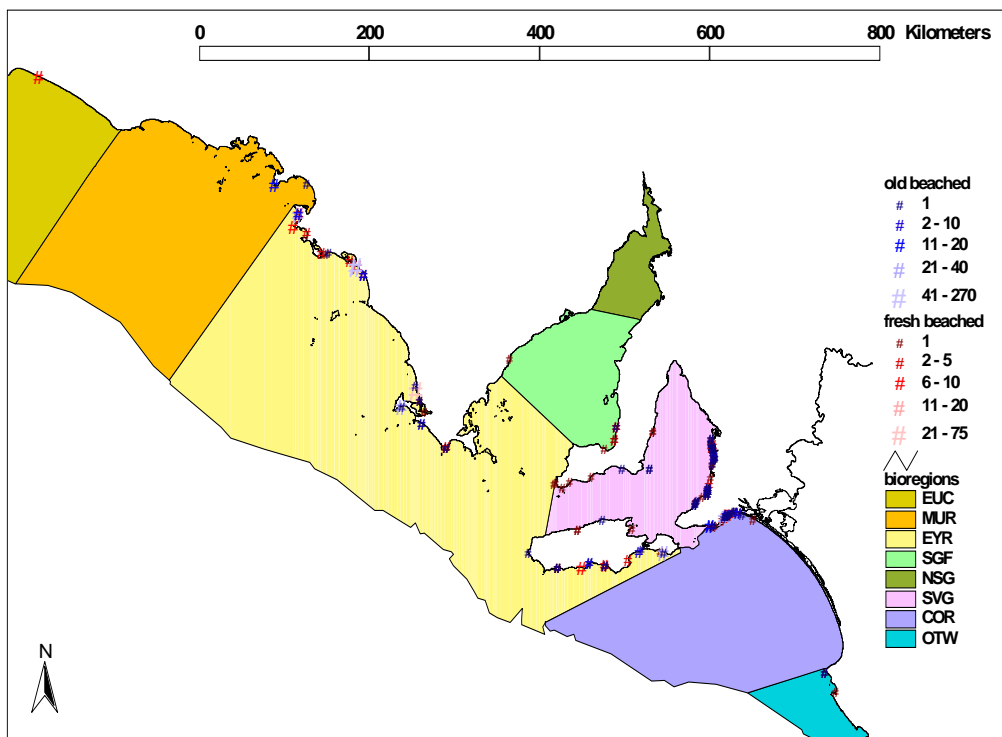 0 200 400 600 800 Kilometers
old beached
# 1
# 2 - 10
# 11 - 20
# 21 - 40
# 41 - 270
fresh beached
# 1
# 2 - 5
# 6 - 10
# 11 - 20
# 21 - 75
bioregions
EUC
MUR
EYR
SGF
NSG
SVG
COR
OTW
N